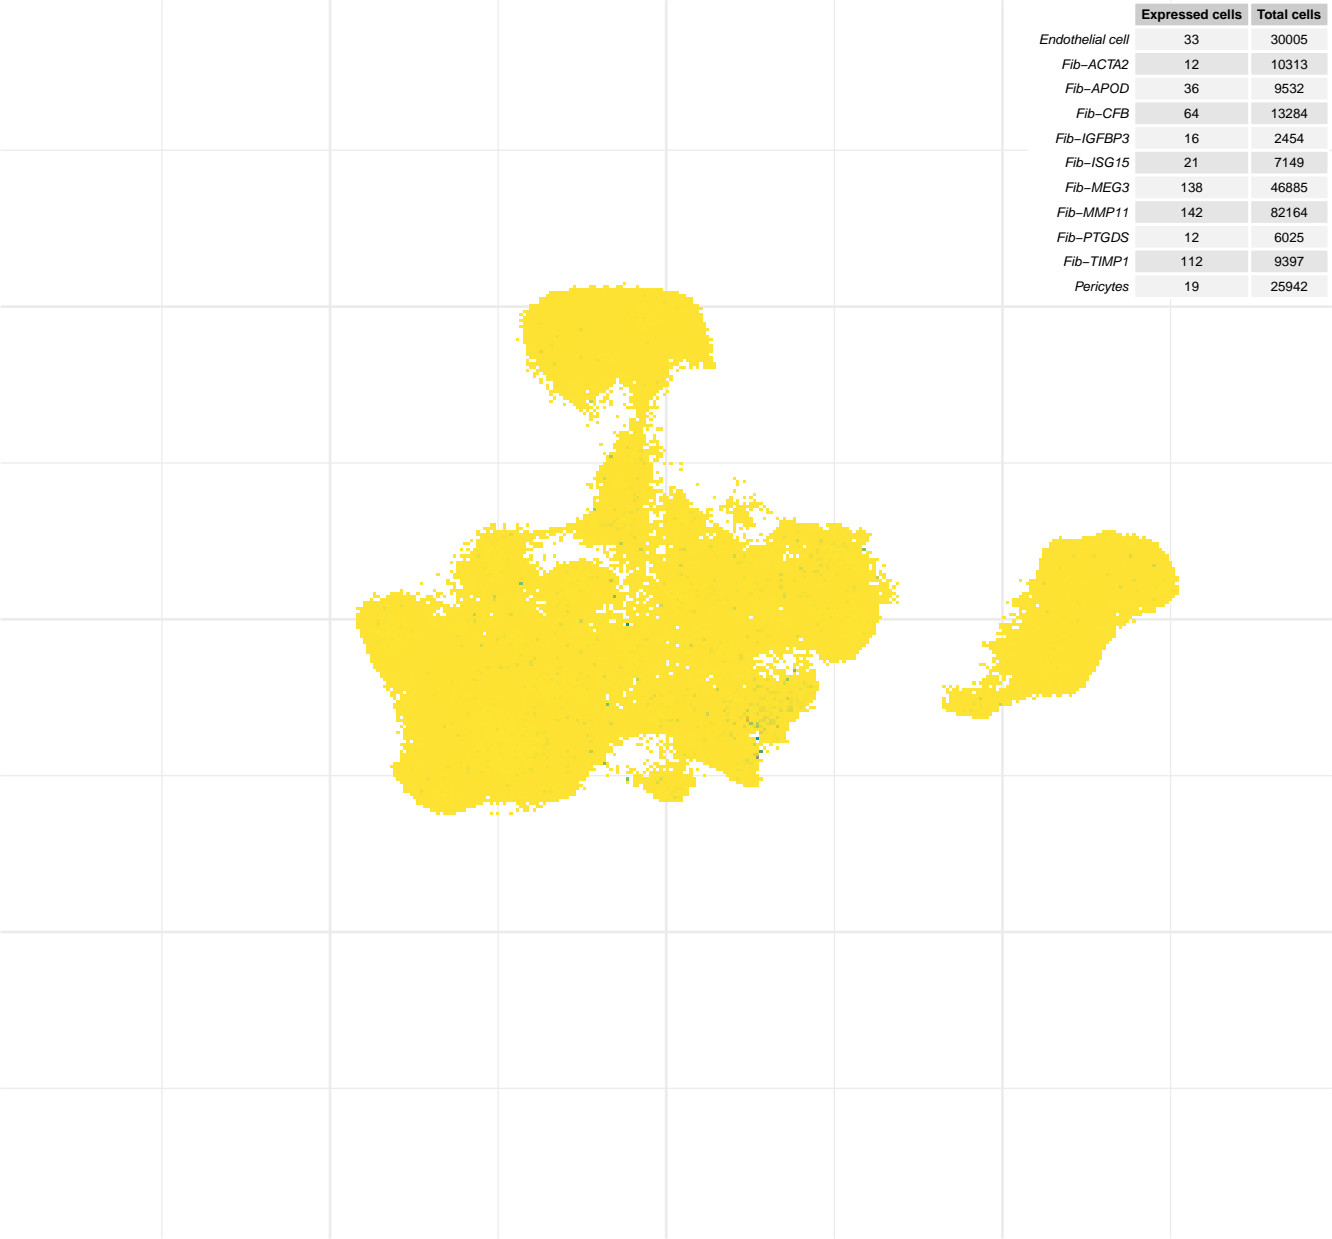 Expressed cells Total cells
Endothelial cell 33 30005
Fib−ACTA2 12 10313
Fib−APOD 36 9532
Fib−CFB 64 13284
Fib−IGFBP3 16 2454
Fib−ISG15 21 7149
Fib−MEG3 138 46885
Fib−MMP11 142 82164
Fib−PTGDS 12 6025
Fib−TIMP1 112 9397
Pericytes 19 25942